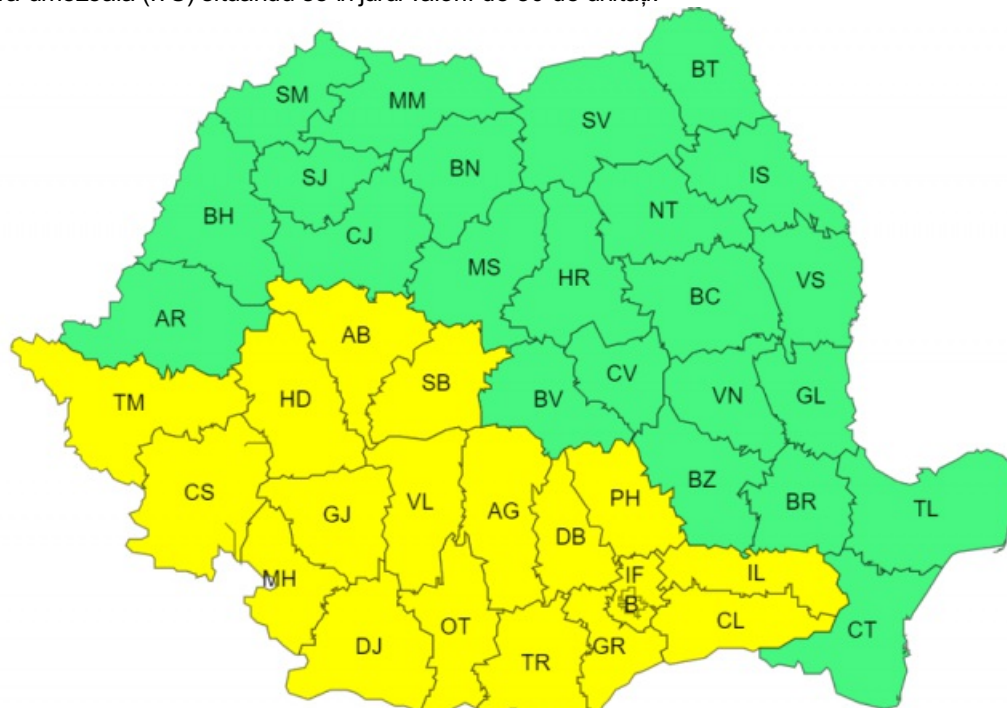 situându-se în jurul valorii de 80 de unități.
BT
SM
MM
SV
SJ
BN
IS
BH
NT
CJ
MS
HR
VS
BC
AR
AB
CV
SB
BV
VN
GL
TM
HD
CS
VL
AG
PH
BZ
BR
TL
GJ
DB
MH
IF
IL
B
CL
OT
CT
DJ
TR
GR